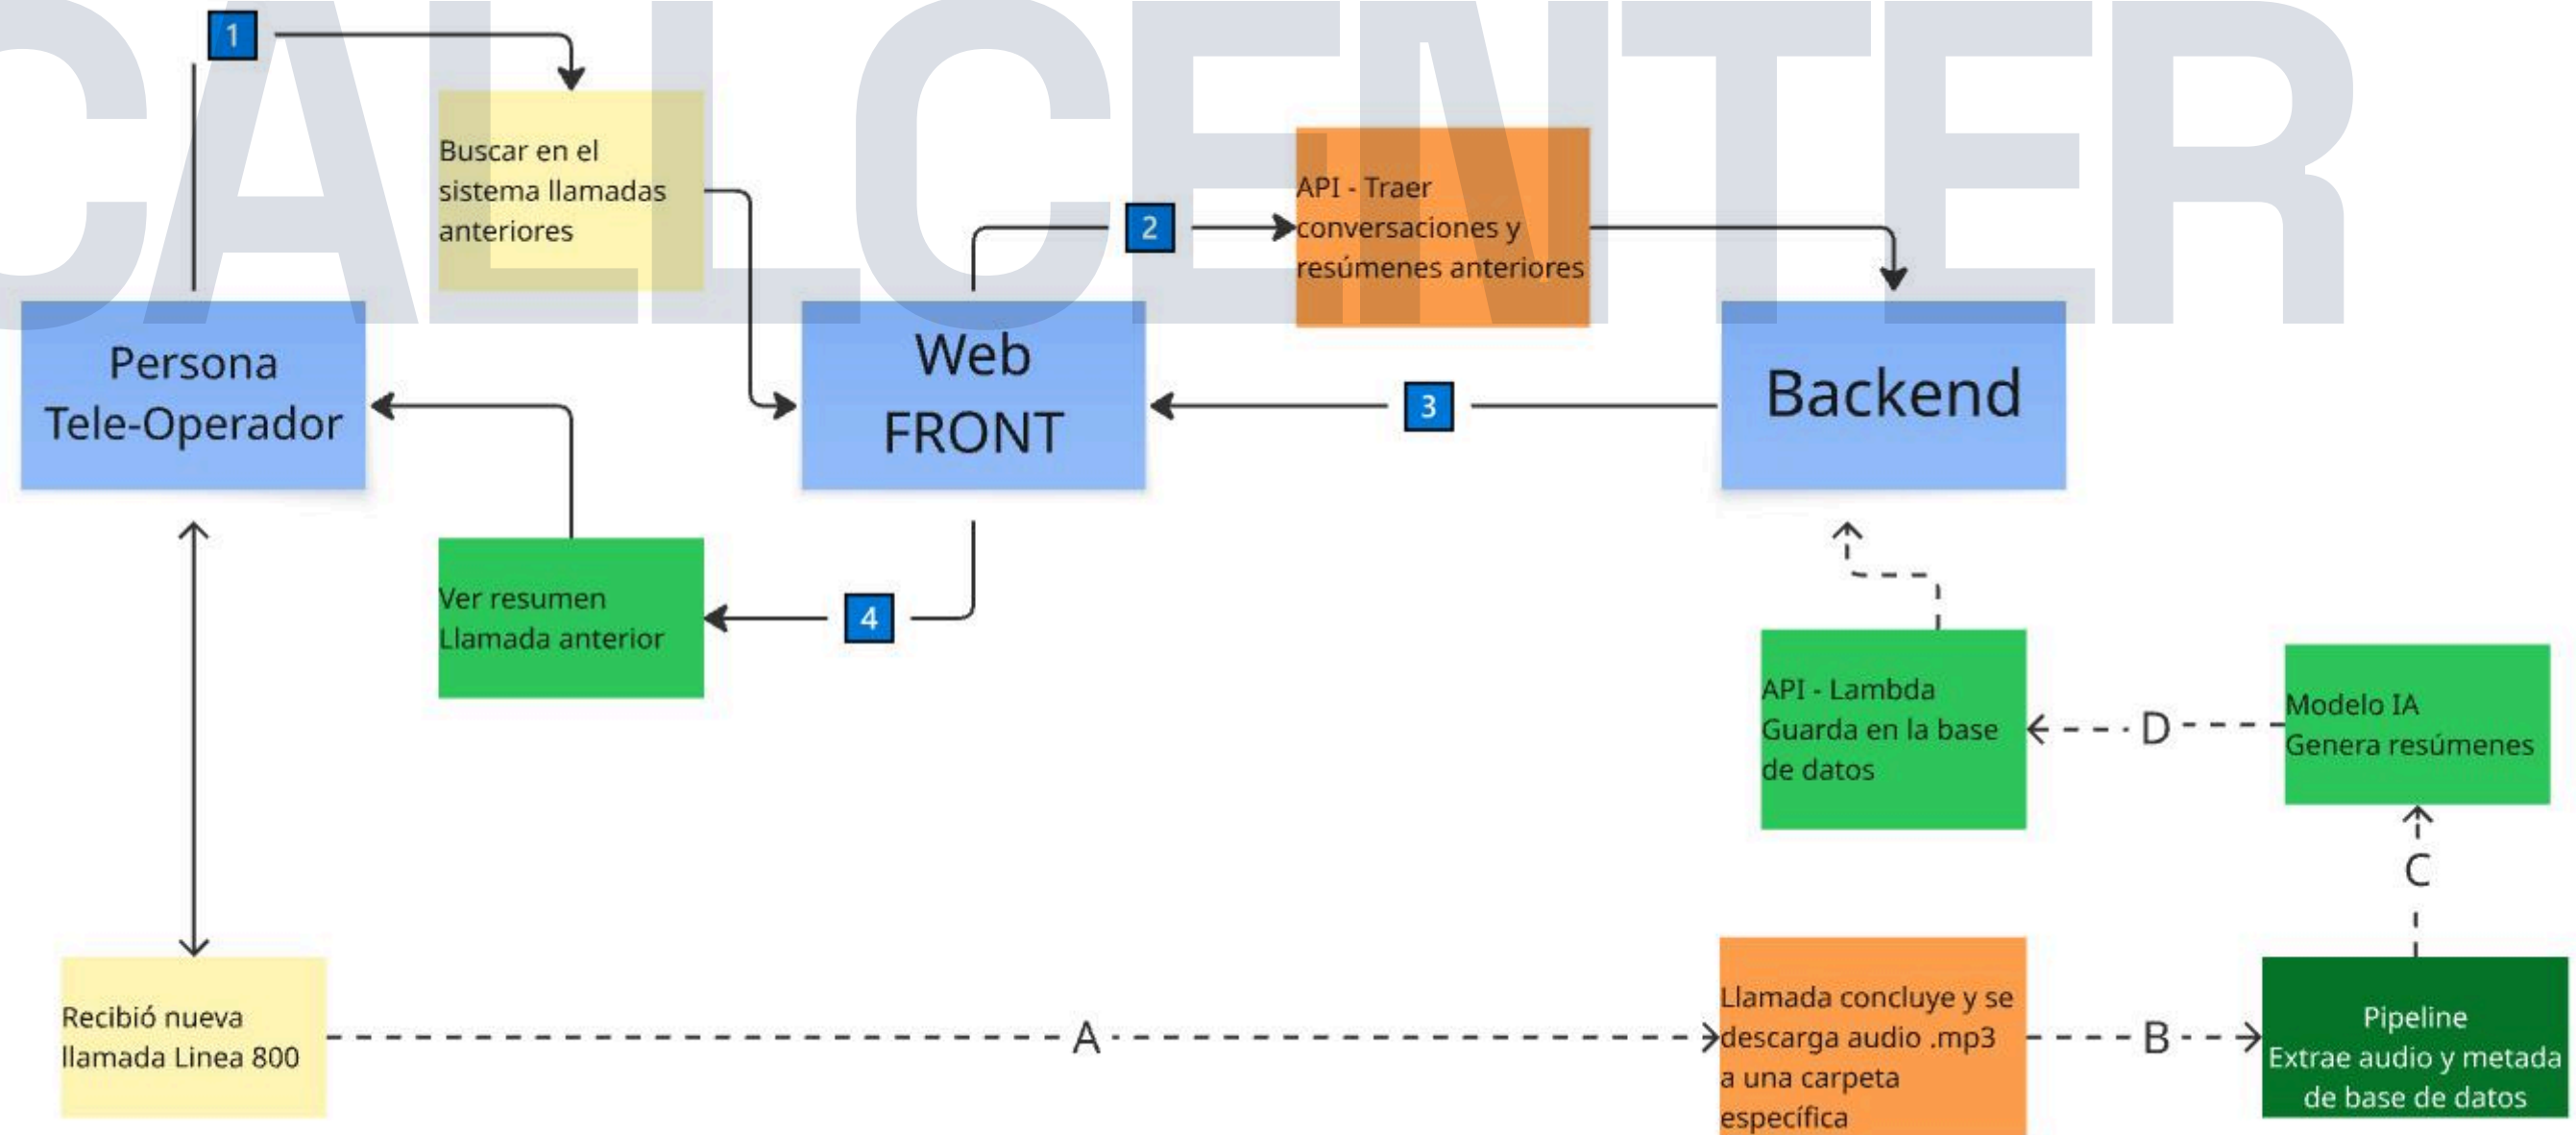 CALLCENTER
1
Buscar en el
sistema llamadas
anteriores
2
API - Traer
conversaciones y
resúmenes anteriores
Persona
Tele-Operador
Web
FRONT
3
Backend
Ver resumen
Llamada anterior
4
API - Lambda
Guarda en la base
de datos
D
Modelo IA
Genera resúmenes
C
Recibió nueva
llamada Linea 800
A
Llamada concluye y se
descarga audio .mp3
a una carpeta
específica
B
Pipeline
Extrae audio y metada
de base de datos